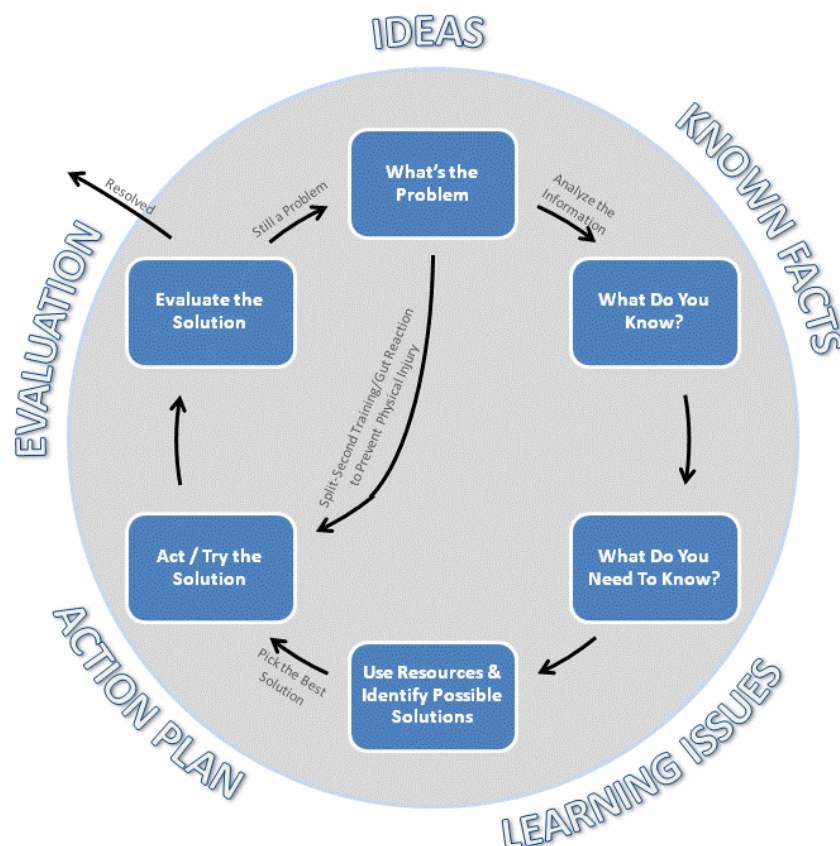 IDEAS
KNOWN FACTS
LEARNING ISSUES
ACTION PLAN
EVALUATION
What's the
Problem
Analyze the
Information
What Do You
Know?
What Do You
Need To Know?
Use Resources &
Identify Possible
Solutions
Pick the Best
Solution
Act / Try the
Solution
Evaluate the
Solution
Still a Problem
Resolved
Split-Second Training/Gut Reaction
to Prevent Physical Injury